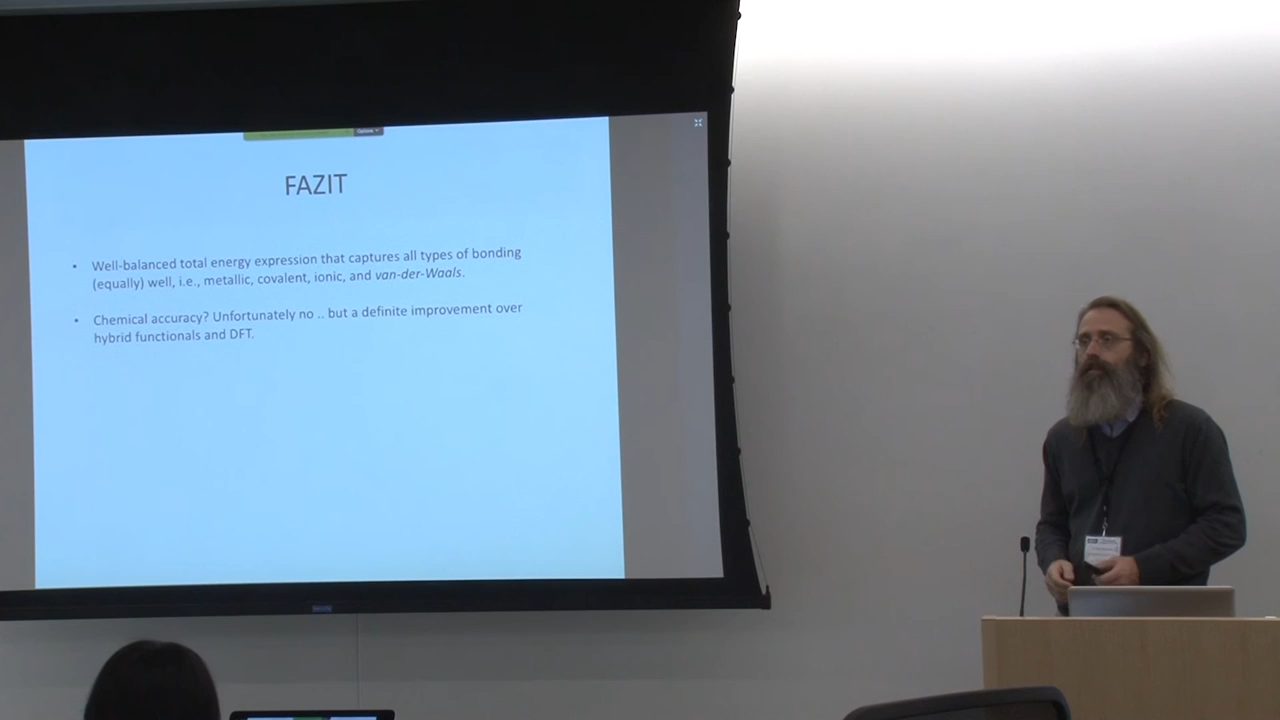 Options
FAZIT
• Well-balanced total energy expression that captures all types of bonding
(equally) well, i.e., metallic, covalent, ionic, and van-der-Waals.
• Chemical accuracy? Unfortunately no .. but a definite improvement over
hybrid functionals and DFT.